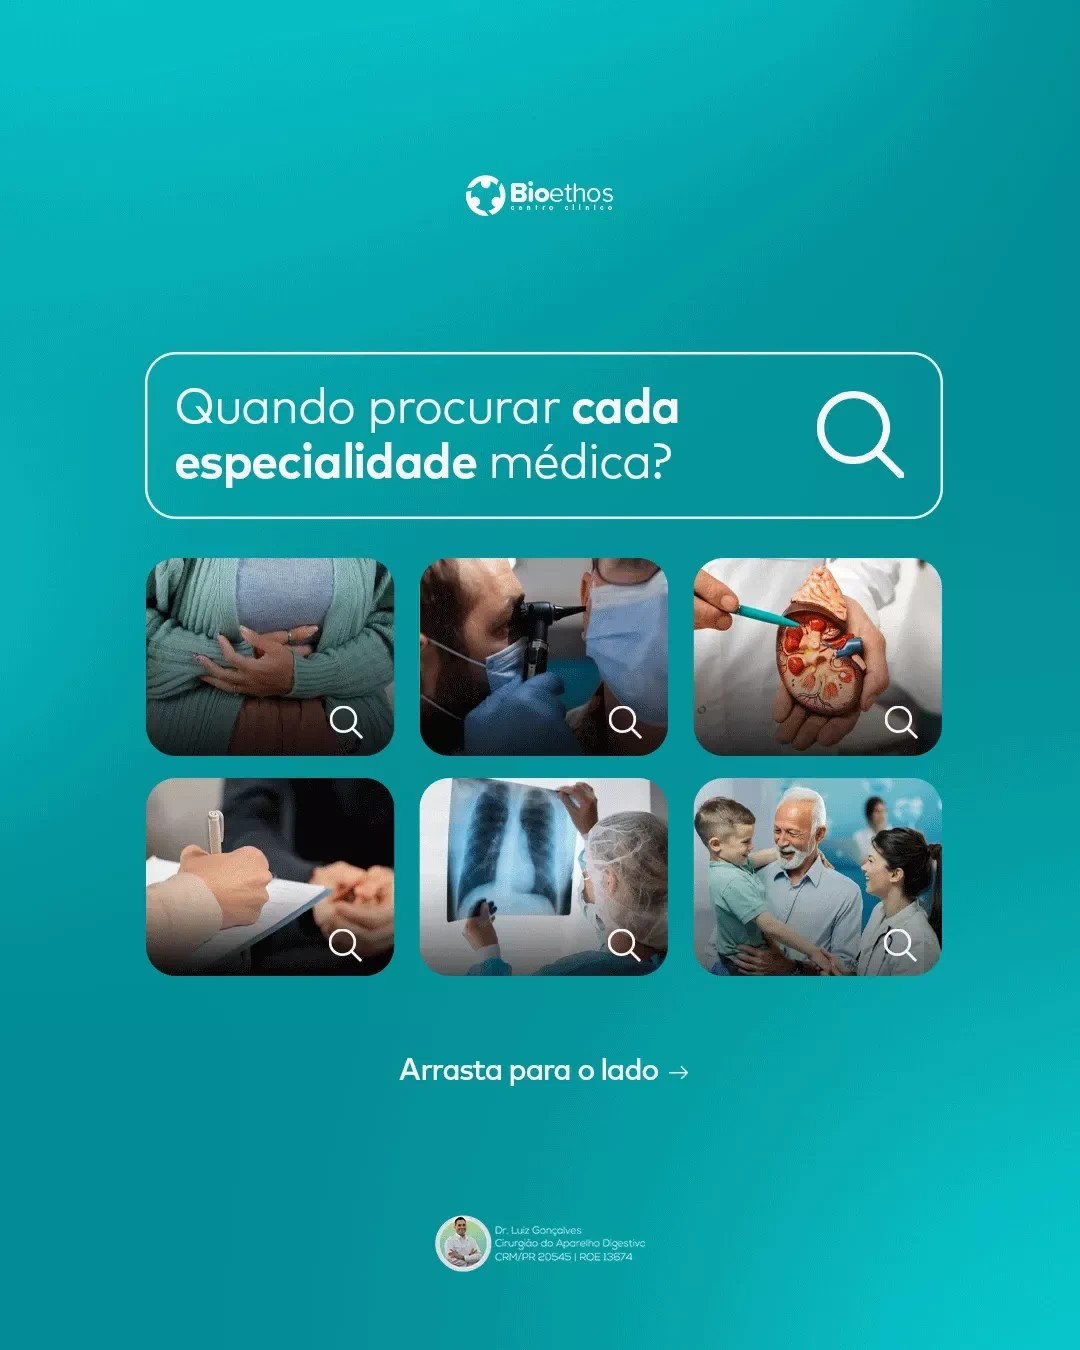 Bioethos
centro clínico
Quando procurar cada
especialidade médica?
Arrasta para o lado →
Dr. Luiz Gonçalves
Cirurgião do Aparelho Digestivo
CRM/PR 20545 | RQE 13674